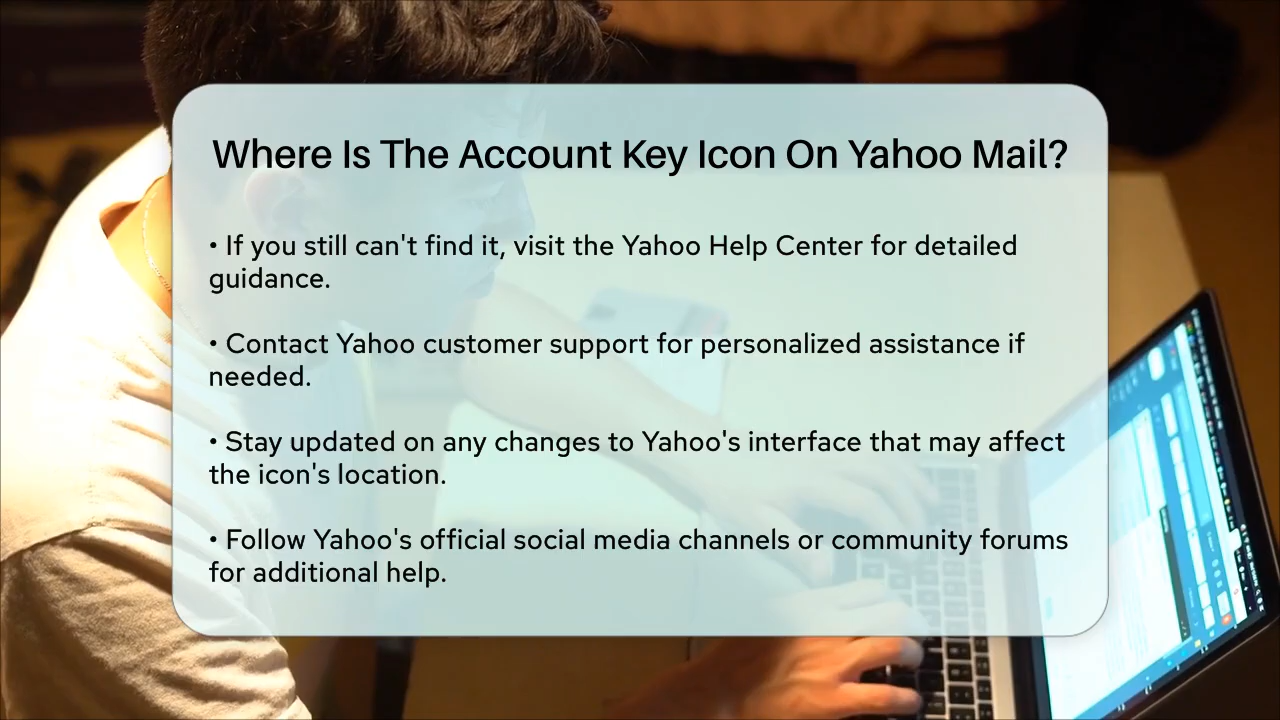 Where Is The Account Key Icon On Yahoo Mail?
• If you still can't find it, visit the Yahoo Help Center for detailed
guidance.
• Contact Yahoo customer support for personalized assistance if
needed.
• Stay updated on any changes to Yahoo's interface that may affect
the icon's location.
• Follow Yahoo's official social media channels or community forums
for additional help.